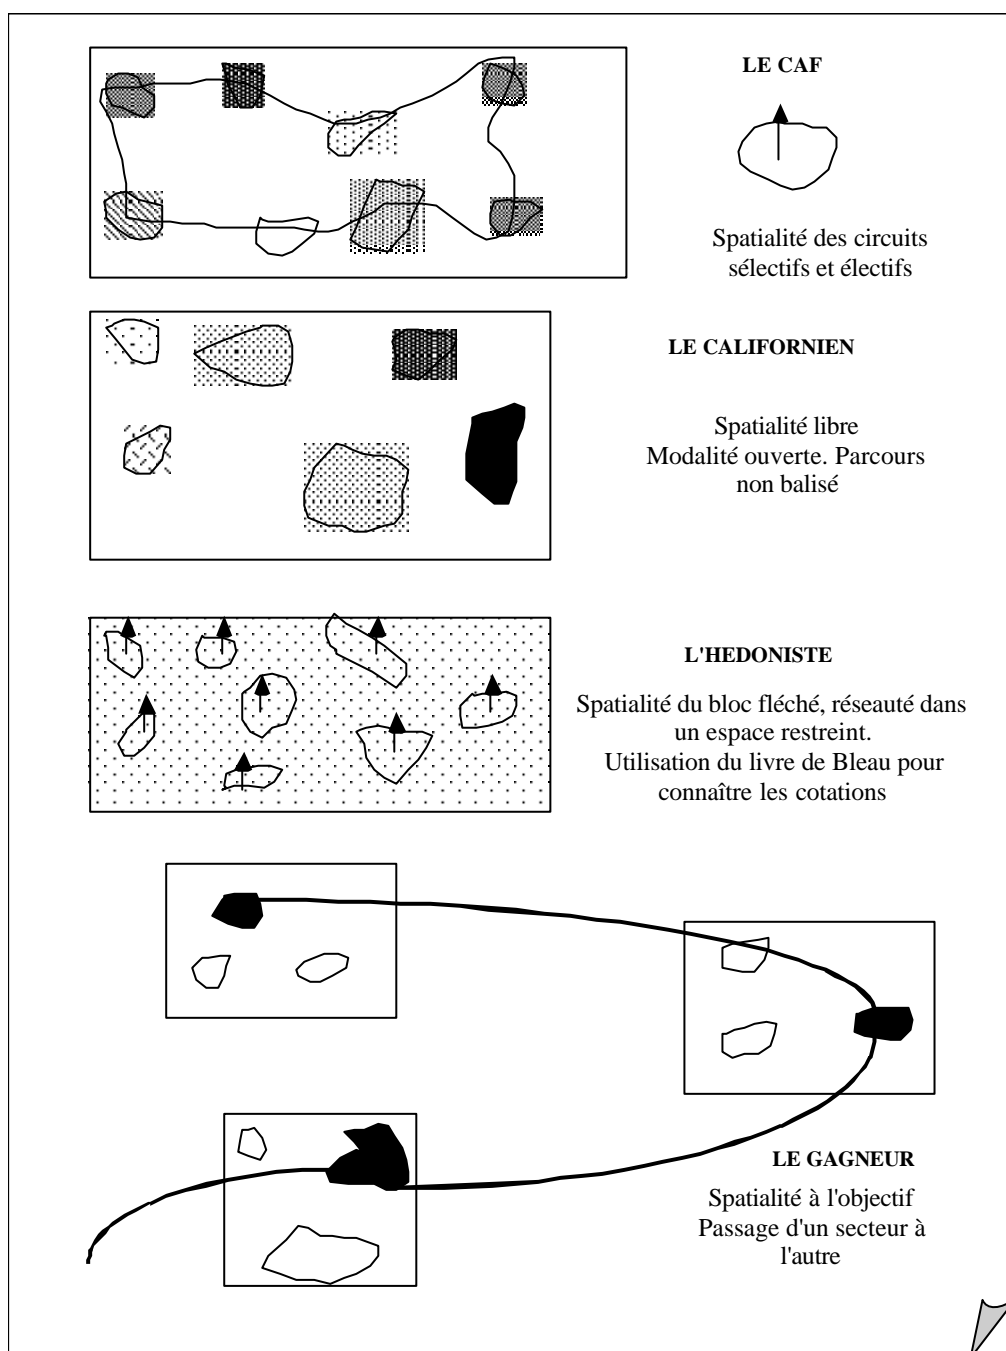 LE CAF
Spatialité des circuits
sélectifs et électifs
LE CALIFORNIEN
Spatialité libre
Modalité ouverte. Parcours
non balisé
L'HEDONISTE
Spatialité du bloc fléché, réseauté dans
un espace restreint.
Utilisation du livre de Bleau pour
connaître les cotations
LE GAGNEUR
Spatialité à l'objectif
Passage d'un secteur à
l'autre